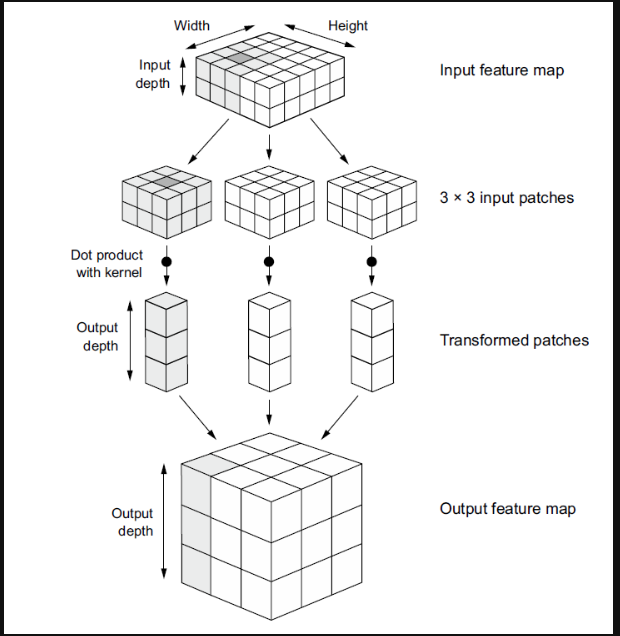 Width
Height
Input
depth
Input feature map
3 × 3 input patches
Dot product
with kernel
Output
depth
Transformed patches
Output
depth
Output feature map